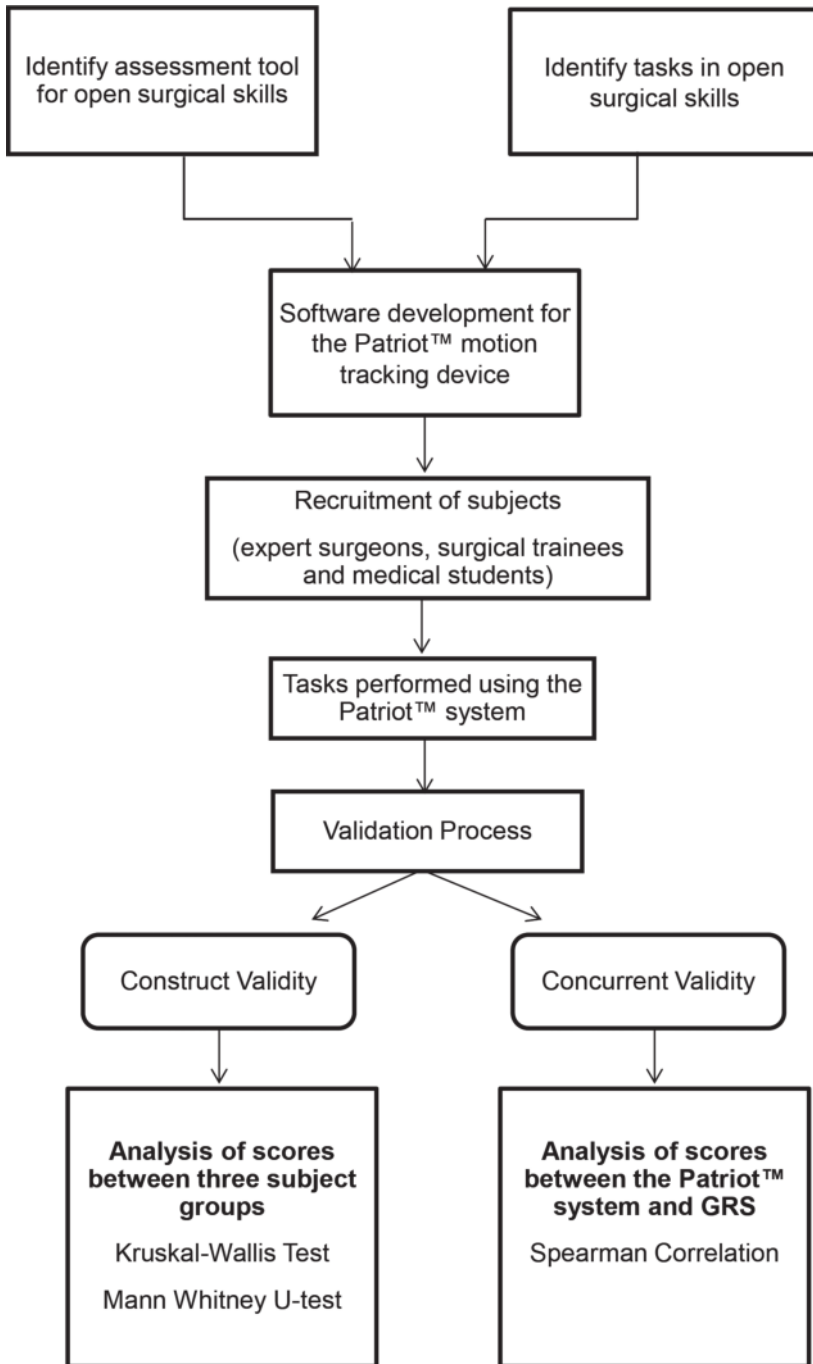 Identify assessment tool
for open surgical skills
Identify tasks in open
surgical skills
Software development for
the Patriot™ motion
tracking device
Recruitment of subjects
(expert surgeons, surgical trainees
and medical students)
Tasks performed using the
Patriot™ system
Validation Process
Construct Validity
Concurrent Validity
Analysis of scores
between three subject
groups
Kruskal-Wallis Test
Mann Whitney U-test
Analysis of scores
between the Patriot™
system and GRS
Spearman Correlation